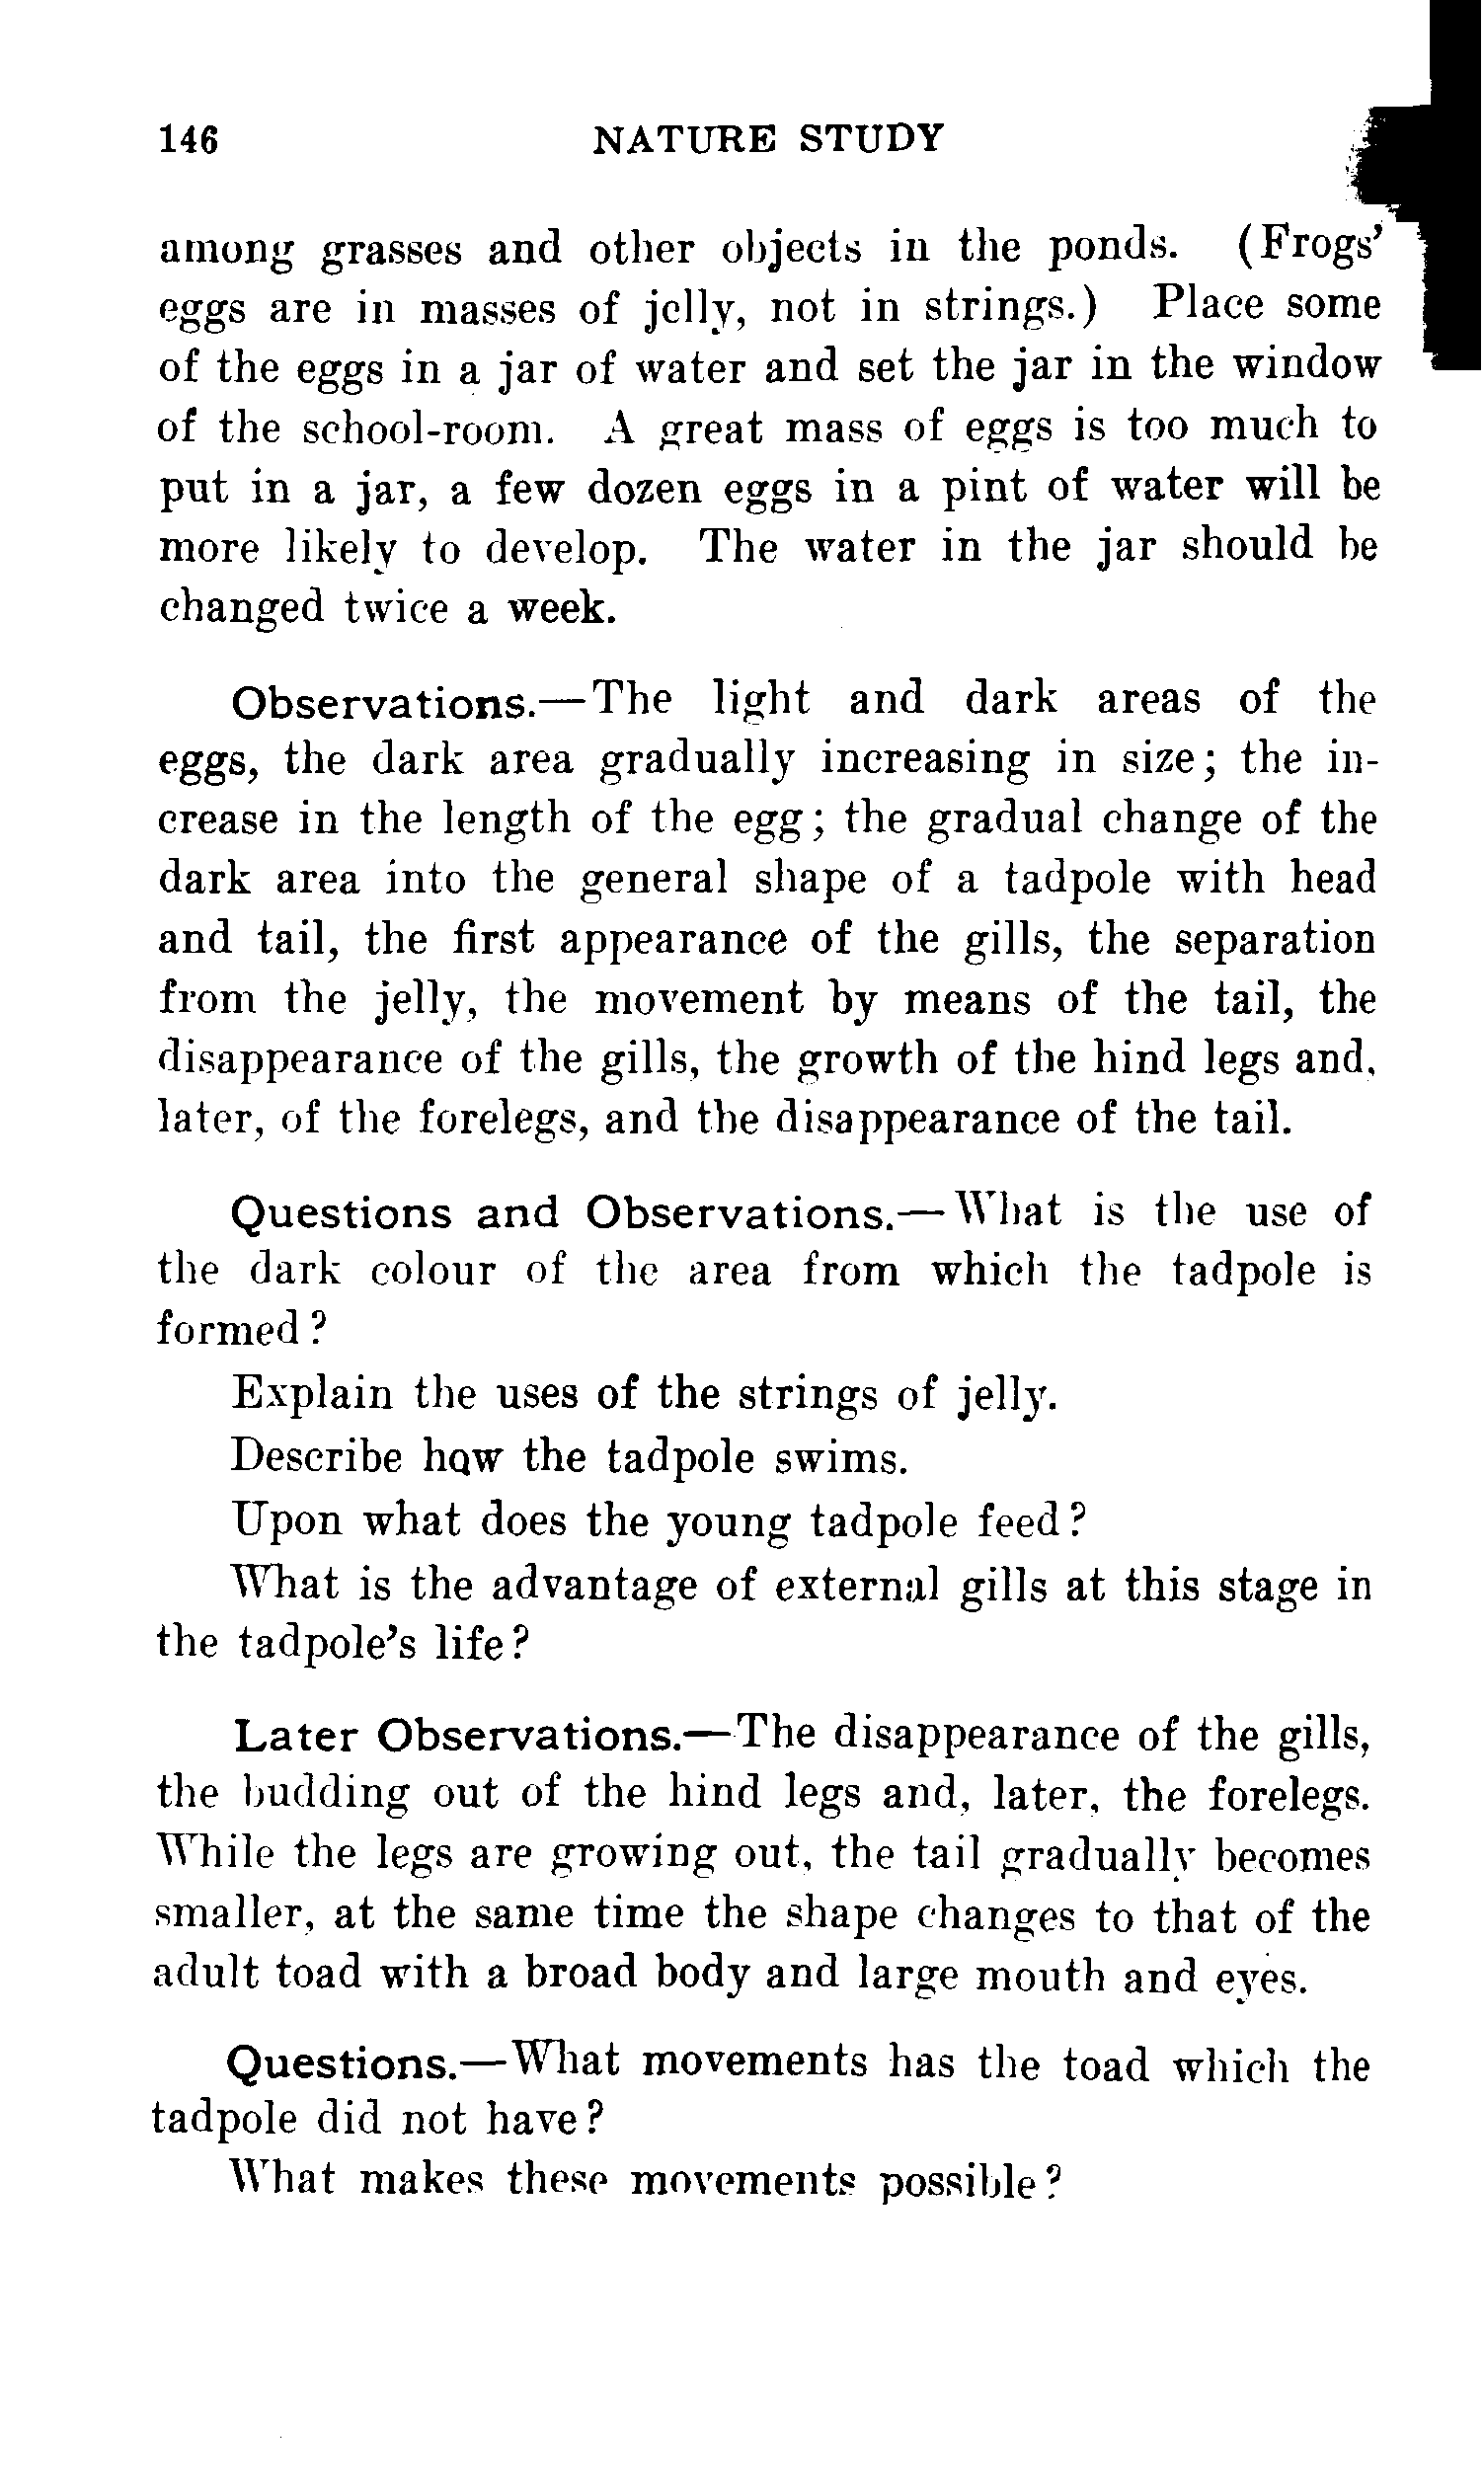 146 NATURE STUDY
among grasses and other objects in the ponds. (Frogs'
eggs are in masses of jelly, not in strings.) Place some
of the eggs in a jar of water and set the jar in the window
of the school-room. A great mass of eggs is too much to
put in a jar, a few dozen eggs in a pint of water will be
more likely to develop. The water in the jar should be
changed twice a week.
Observations.—The light and dark areas of the
eggs, the dark area gradually increasing in size; the in-
crease in the length of the egg; the gradual change of the
dark area into the general shape of a tadpole with head
and tail, the first appearance of the gills, the separation
from the jelly, the movement by means of the tail, the
disappearance of the gills, the growth of the hind legs and,
later, of the forelegs, and the disappearance of the tail.
Questions and Observations.—What is the use of
the dark colour of the area from which the tadpole is
formed?
Explain the uses of the strings of jelly.
Describe how the tadpole swims.
Upon what does the young tadpole feed?
What is the advantage of external gills at this stage in
the tadpole's life?
Later Observations.—The disappearance of the gills,
the budding out of the hind legs and, later, the forelegs.
While the legs are growing out, the tail gradually becomes
smaller, at the same time the shape changes to that of the
adult toad with a broad body and large mouth and eyes.
Questions.—What movements has the toad which the
tadpole did not have?
What makes these movements possible?